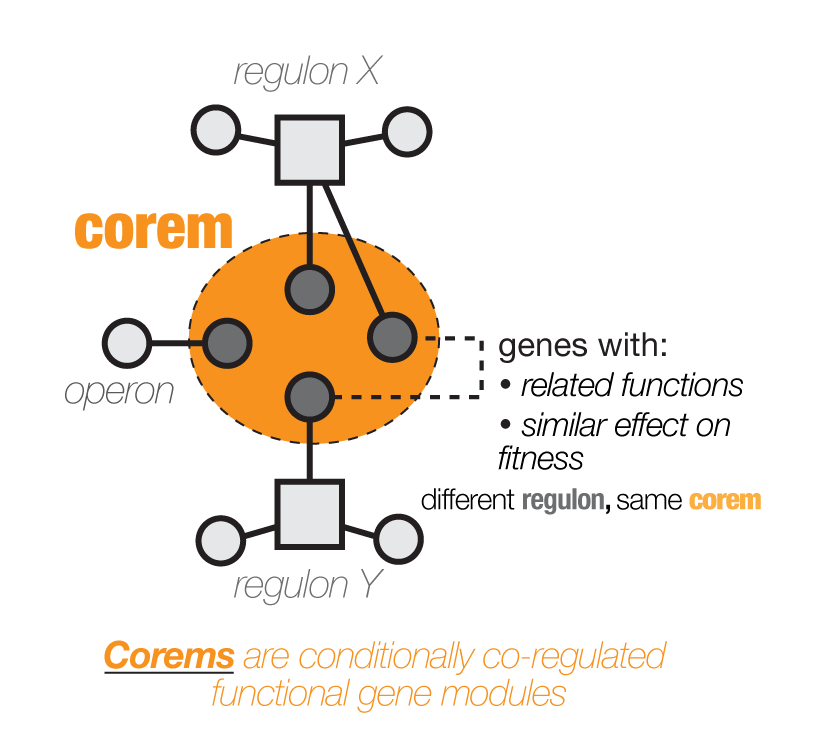 regulon X
corem
operon
genes with:
• related functions
• similar effect on
fitness
different regulon, same corem
regulon Y
Corems are conditionally co-regulated
functional gene modules